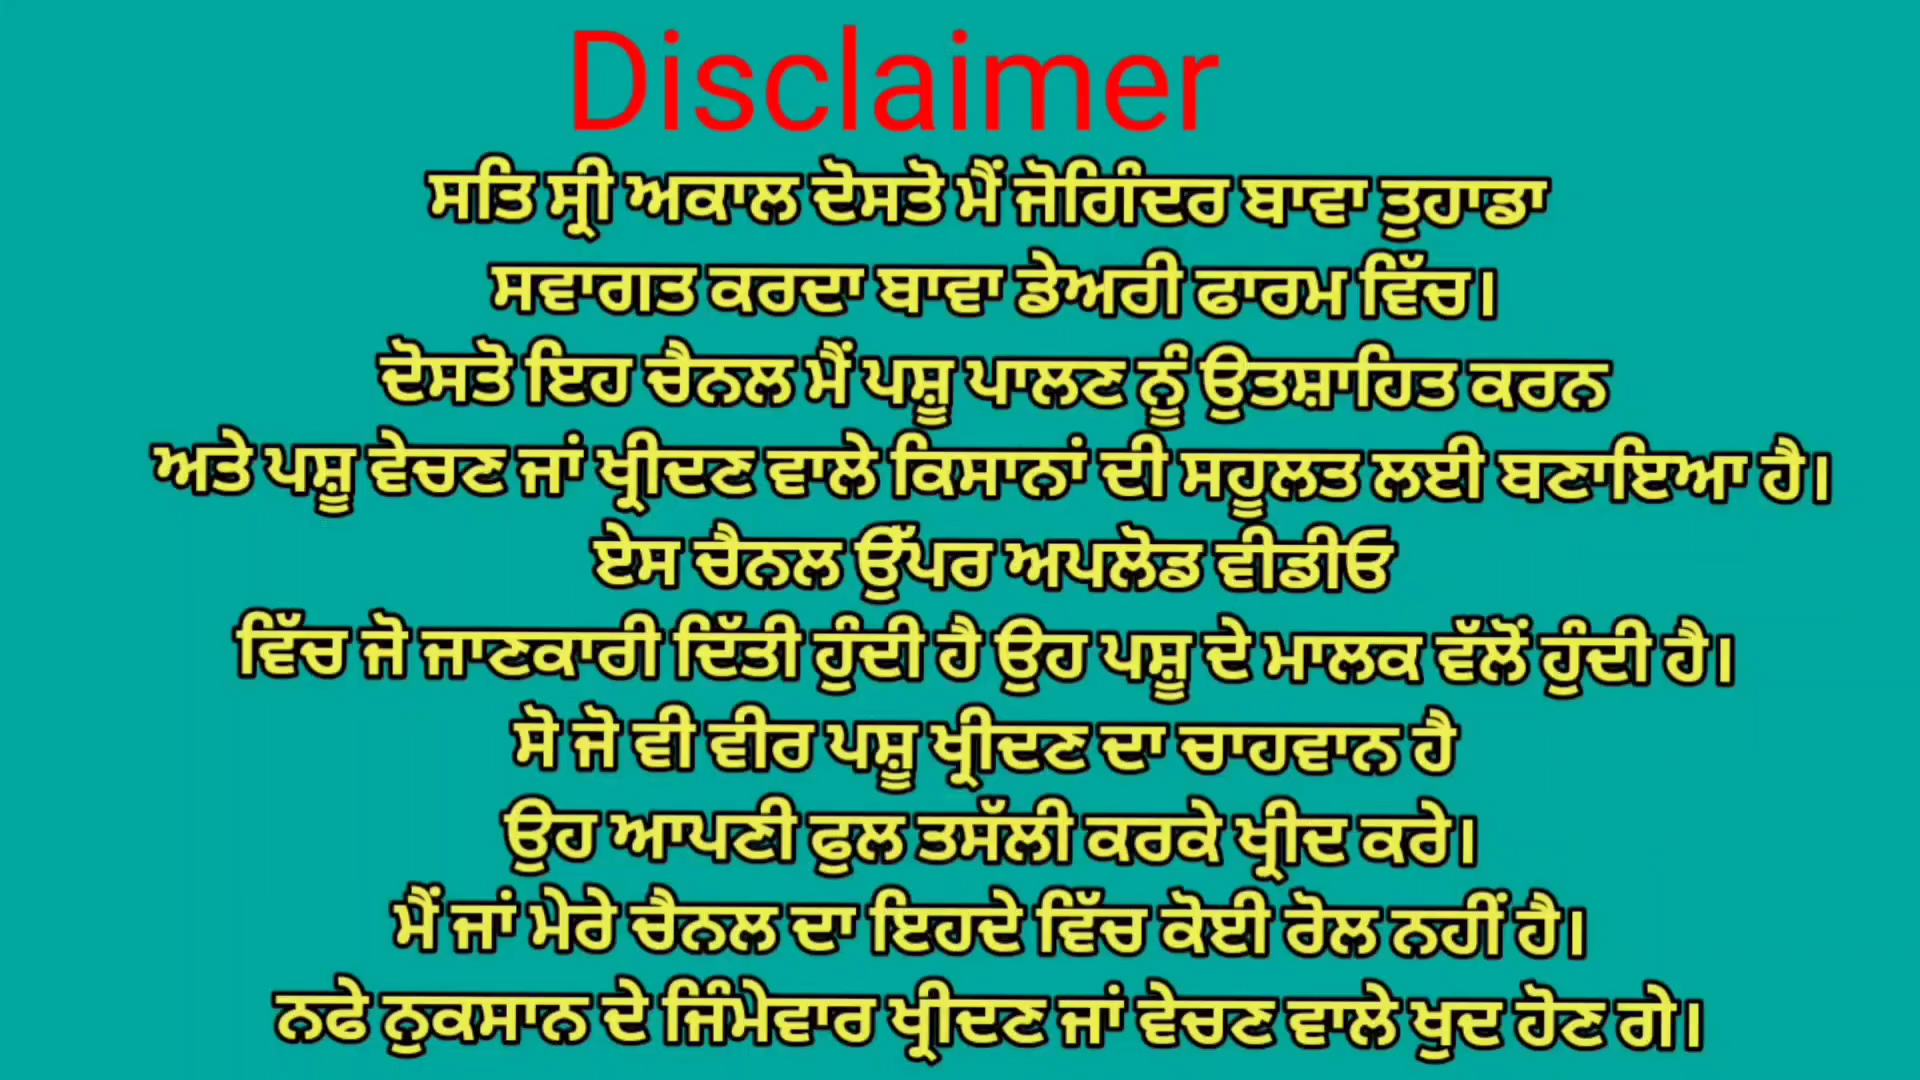 Disclaimer
ਸਤਿ ਸ੍ਰੀ ਅਕਾਲ ਦੋਸਤੋ ਮੈਂ ਜੋਗਿੰਦਰ ਬਾਵਾ ਤੁਹਾਡਾ
ਸਵਾਗਤ ਕਰਦਾ ਬਾਵਾ ਡੇਅਰੀ ਫਾਰਮ ਵਿੱਚ।
ਦੋਸਤੋ ਇਹ ਚੈਨਲ ਮੈਂ ਪਸ਼ੂ ਪਾਲਣ ਨੂੰ ਉਤਸ਼ਾਹਿਤ ਕਰਨ
ਅਤੇ ਪਸ਼ੂ ਵੇਚਣ ਜਾਂ ਖ੍ਰੀਦਣ ਵਾਲੇ ਕਿਸਾਨਾਂ ਦੀ ਸਹੂਲਤ ਲਈ ਬਣਾਇਆ ਹੈ।
ਏਸ ਚੈਨਲ ਉੱਪਰ ਅਪਲੋਡ ਵੀਡੀਓ
ਵਿੱਚ ਜੋ ਜਾਣਕਾਰੀ ਦਿੱਤੀ ਹੁੰਦੀ ਹੈ ਉਹ ਪਸ਼ੂ ਦੇ ਮਾਲਕ ਵੱਲੋਂ ਹੁੰਦੀ ਹੈ।
ਸੋ ਜੋ ਵੀ ਵੀਰ ਪਸ਼ੂ ਖ੍ਰੀਦਣ ਦਾ ਚਾਹਵਾਨ ਹੈ
ਉਹ ਆਪਣੀ ਫੁਲ ਤਸੱਲੀ ਕਰਕੇ ਖ੍ਰੀਦ ਕਰੇ।
ਮੈਂ ਜਾਂ ਮੇਰੇ ਚੈਨਲ ਦਾ ਇਹਦੇ ਵਿੱਚ ਕੋਈ ਰੋਲ ਨਹੀਂ ਹੈ।
ਨਫੇ ਨੁਕਸਾਨ ਦੇ ਜਿੰਮੇਵਾਰ ਖ੍ਰੀਦਣ ਜਾਂ ਵੇਚਣ ਵਾਲੇ ਖੁਦ ਹੋਣ ਗੇ।